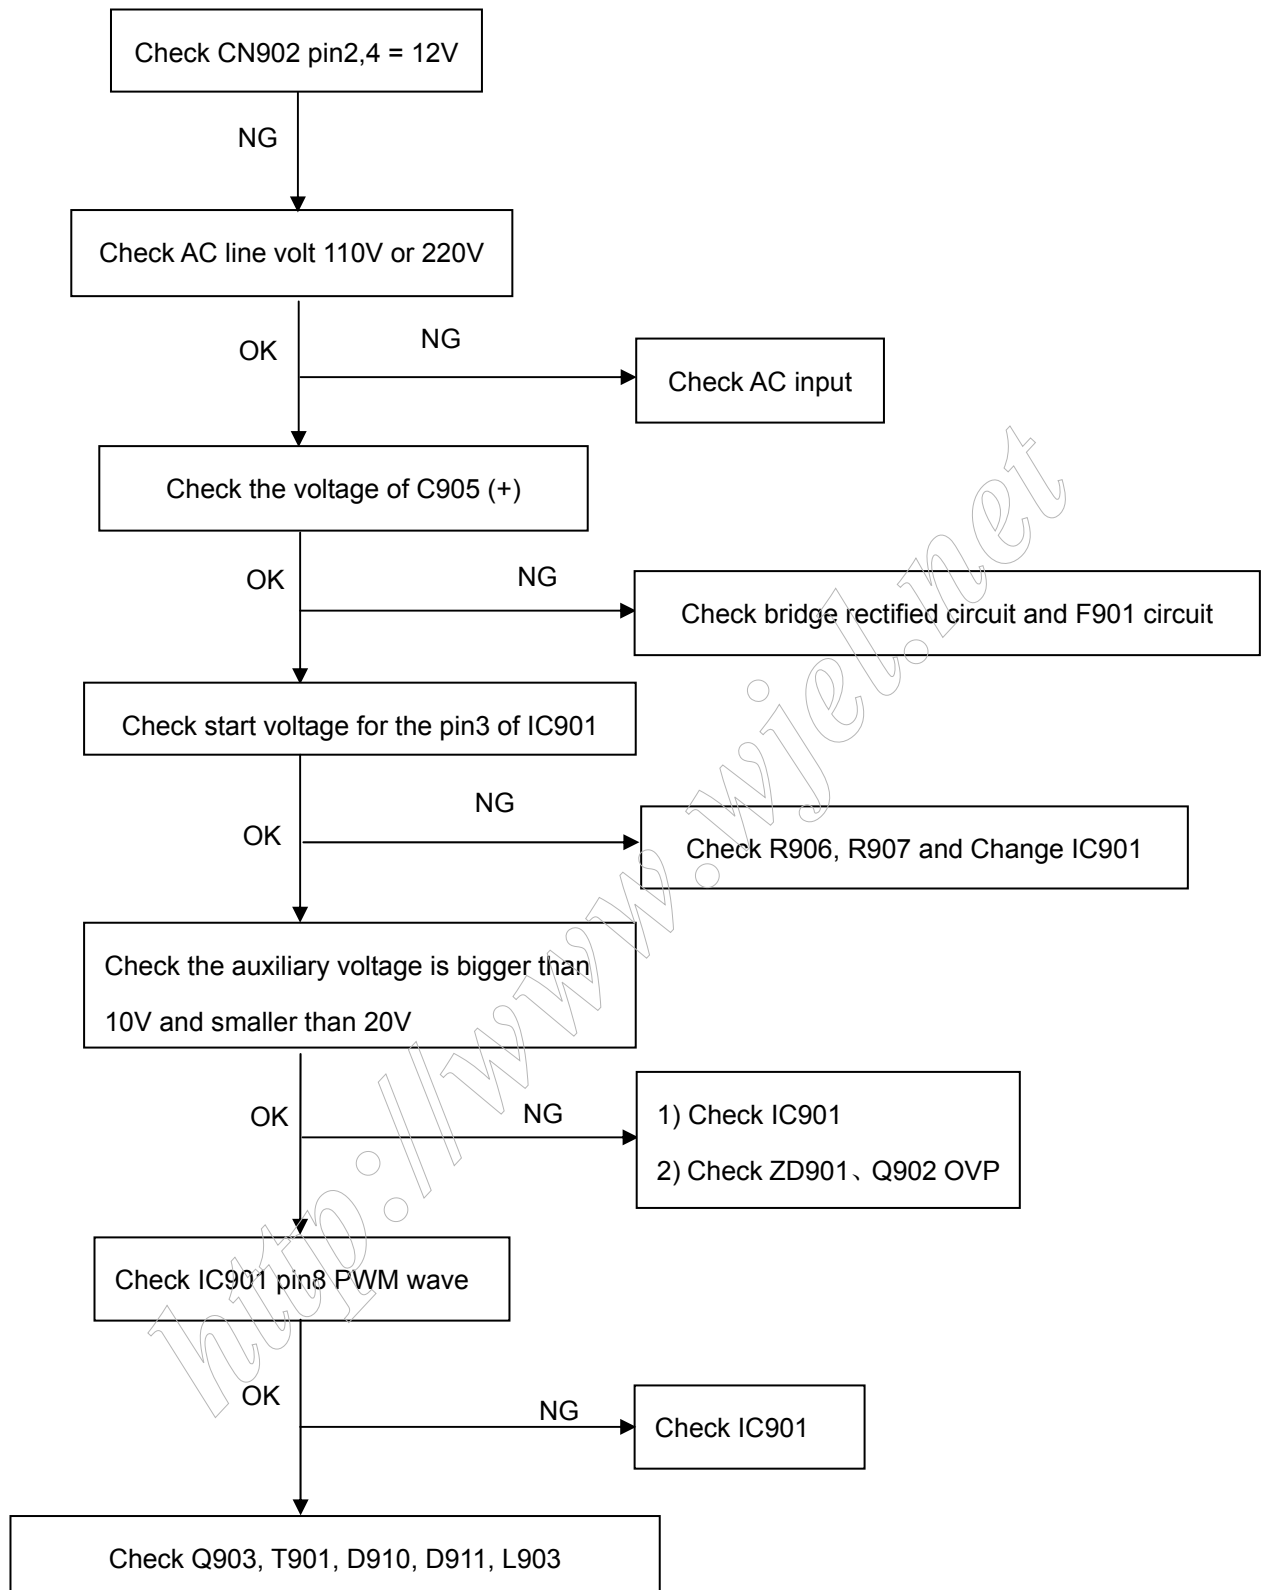 Check CN902 pin2,4 = 12V
NG
Check AC line volt 110V or 220V
OK
NG
Check AC input
Check the voltage of C905 (+)
OK
NG
Check bridge rectified circuit and F901 circuit
Check start voltage for the pin3 of IC901
NG
OK
Check R906, R907 and Change IC901
Check the auxiliary voltage is bigger than
10V and smaller than 20V
OK
NG
1) Check IC901
2) Check ZD901、Q902 OVP
Check IC901 pin8 PWM wave
OK
NG
Check IC901
Check Q903, T901, D910, D911, L903
http://www.wjel.net